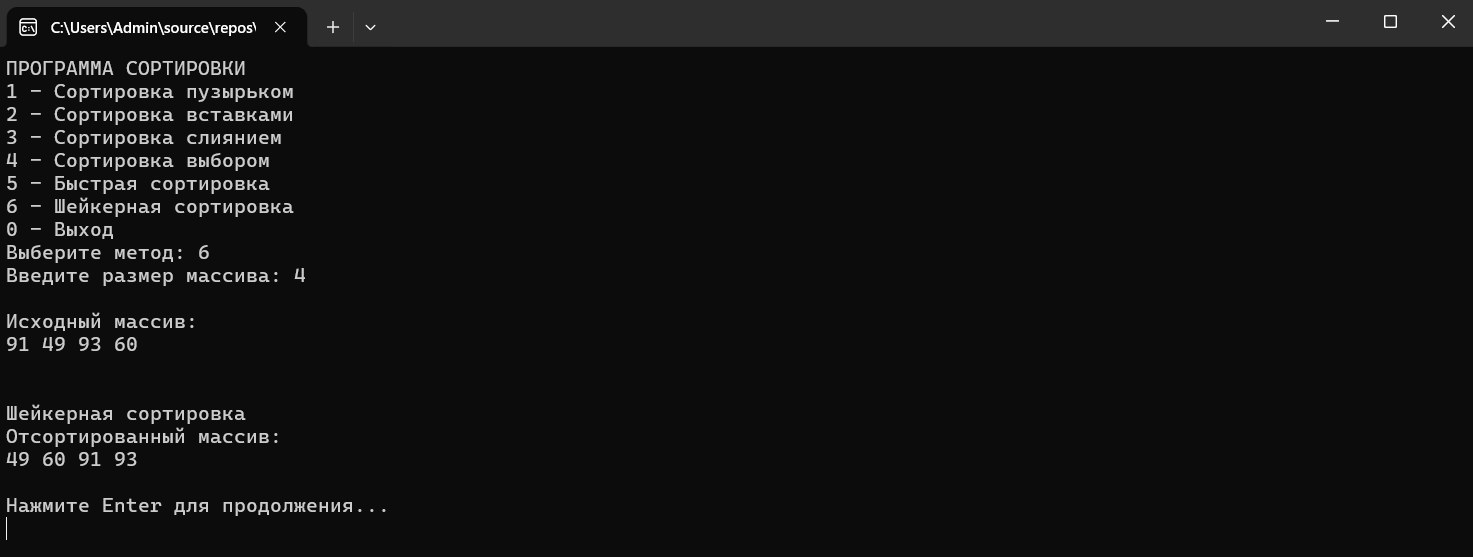 C:\Users\Admin\source\repos\
ПРОГРАММА СОРТИРОВКИ
1 - Сортировка пузырьком
2 - Сортировка вставками
3 - Сортировка слиянием
4 - Сортировка выбором
5 - Быстрая сортировка
6 - Шейкерная сортировка
0 - Выход
Выберите метод: 6
Введите размер массива: 4
Исходный массив:
91 49 93 60
Шейкерная сортировка
Отсортированный массив:
49 60 91 93
Нажмите Enter для продолжения...